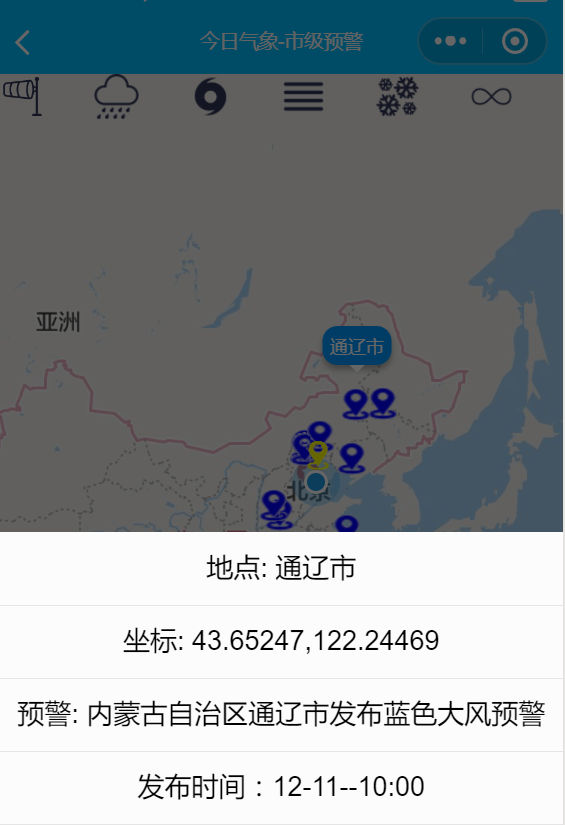 今日气象-市级预警
亚洲
通辽市
北京
地点: 通辽市
坐标: 43.65247,122.24469
预警: 内蒙古自治区通辽市发布蓝色大风预警
发布时间：12-11--10:00